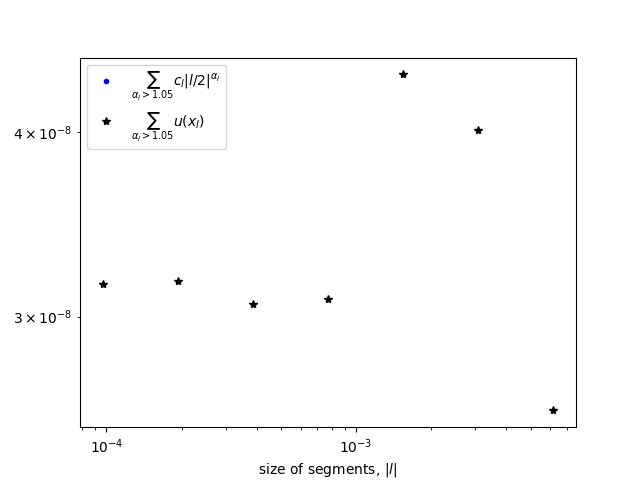 ∑ c_l|l/2|^{α_l}
α_l>1.05
∑ u(x_l)
α_l>1.05
4 × 10⁻⁸
3 × 10⁻⁸
10⁻⁴ 10⁻³
size of segments, |l|